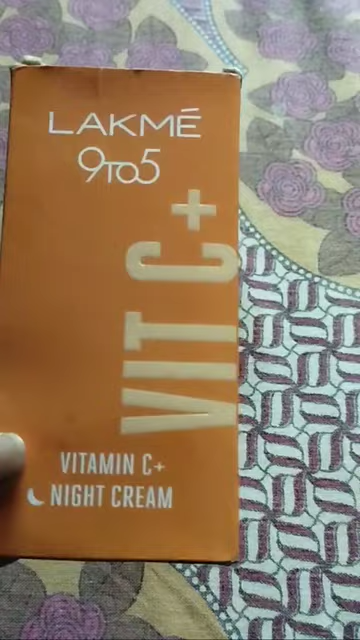 LAKMÉ
9TO5
VIT C+
VITAMIN C+
NIGHT CREAM